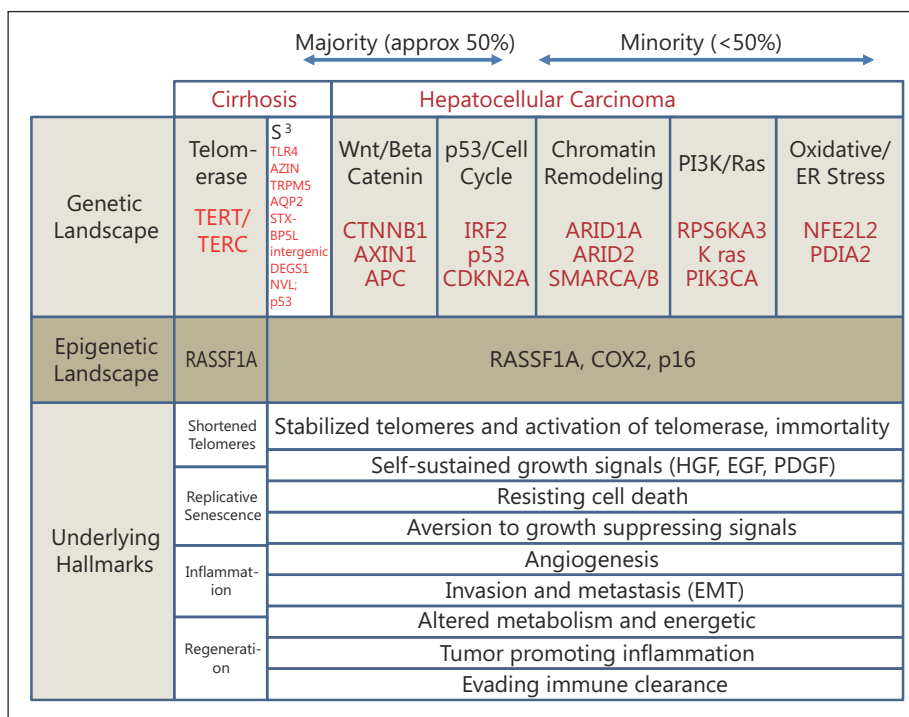 Majority (approx 50%)
Minority (<50%)
Cirrhosis
Hepatocellular Carcinoma
Genetic
Landscape
Telom-
erase
TERT/
TERC
S3
TLR4
AZIN
TRPM5
AQP2
STX-
BP5L
intergenic
DEGS1
NVL;
p53
Wnt/Beta
Catenin
CTNNB1
AXIN1
APC
p53/Cell
Cycle
IRF2
p53
CDKN2A
Chromatin
Remodeling
ARID1A
ARID2
SMARCA/B
PI3K/Ras
RPS6KA3
K ras
PIK3CA
Oxidative/
ER Stress
NFE2L2
PDIA2
Epigenetic
Landscape
RASSF1A
RASSF1A, COX2, p16
Underlying
Hallmarks
Shortened
Telomeres
Replicative
Senescence
Inflammat-
ion
Regenerati-
on
Stabilized telomeres and activation of telomerase, immortality
Self-sustained growth signals (HGF, EGF, PDGF)
Resisting cell death
Aversion to growth suppressing signals
Angiogenesis
Invasion and metastasis (EMT)
Altered metabolism and energetic
Tumor promoting inflammation
Evading immune clearance